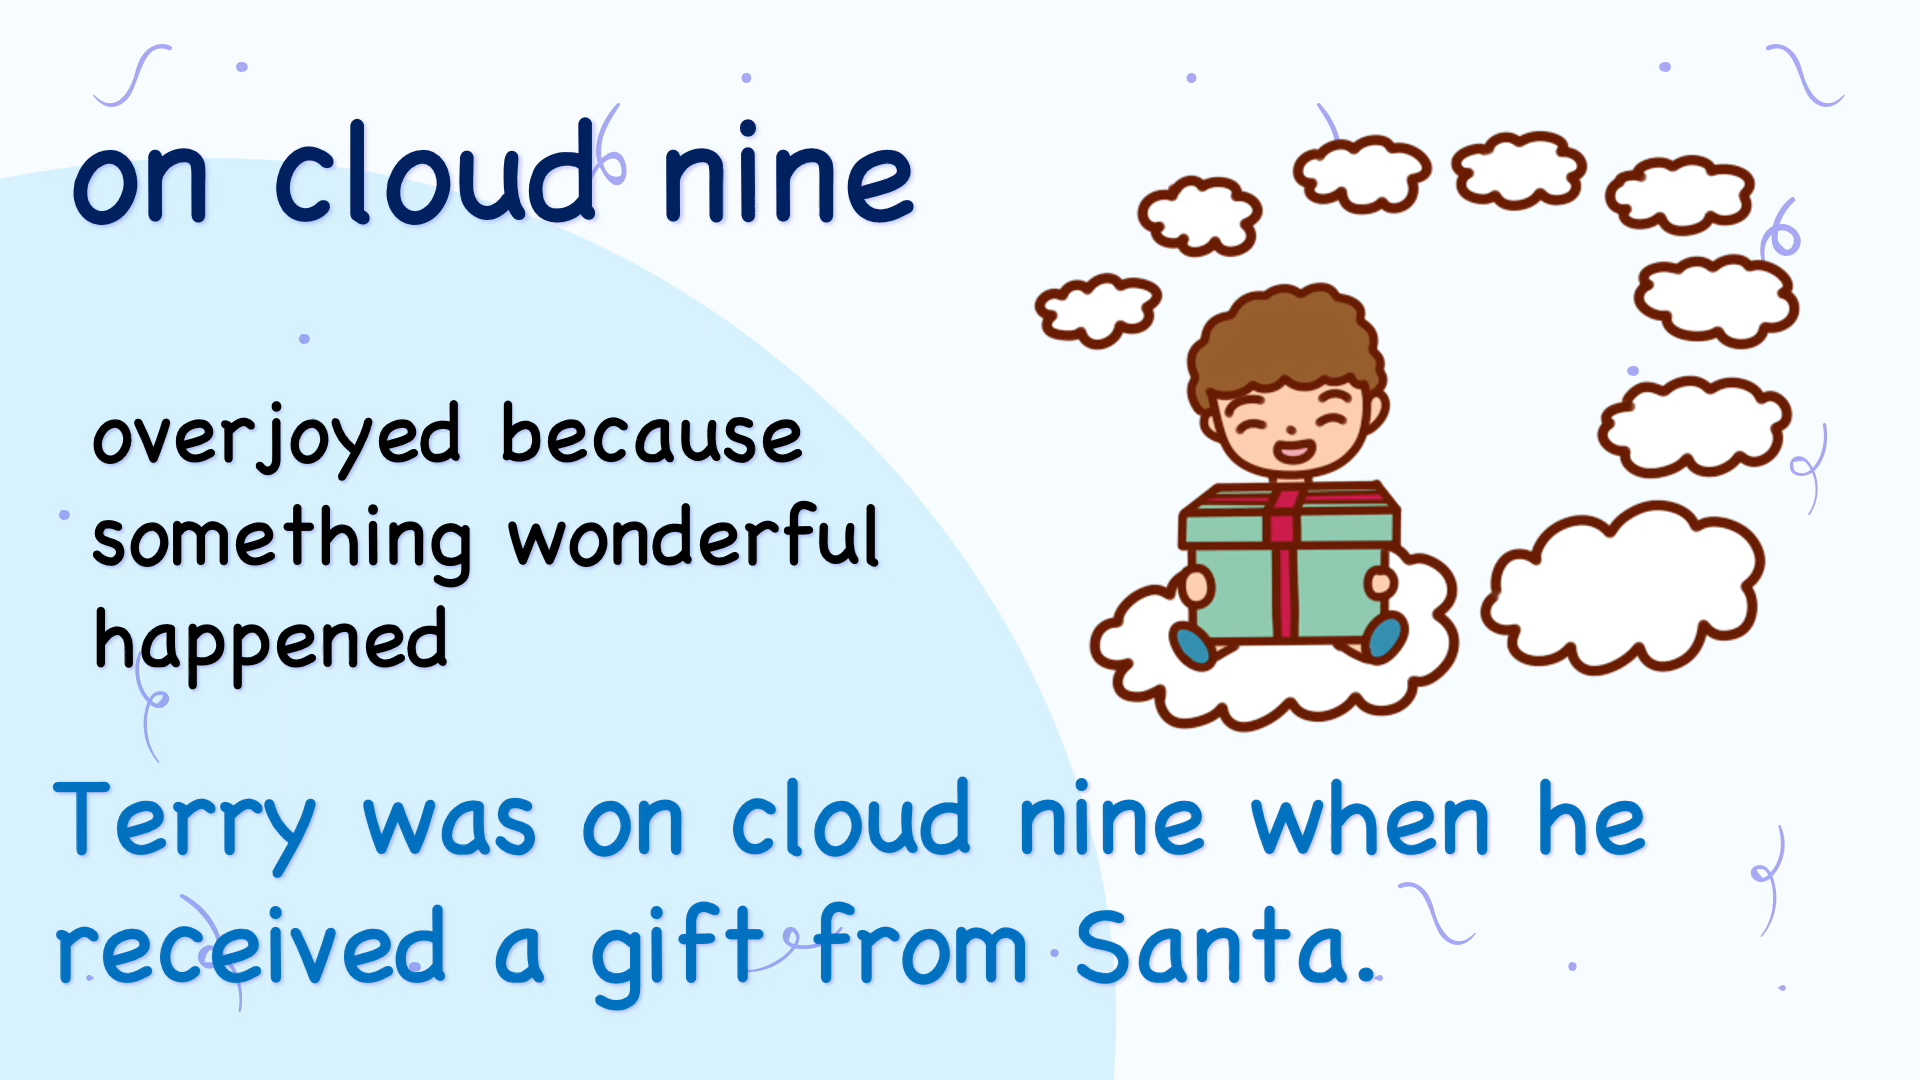 on cloud nine
overjoyed because
something wonderful
happened
Terry was on cloud nine when he
received a gift from Santa.